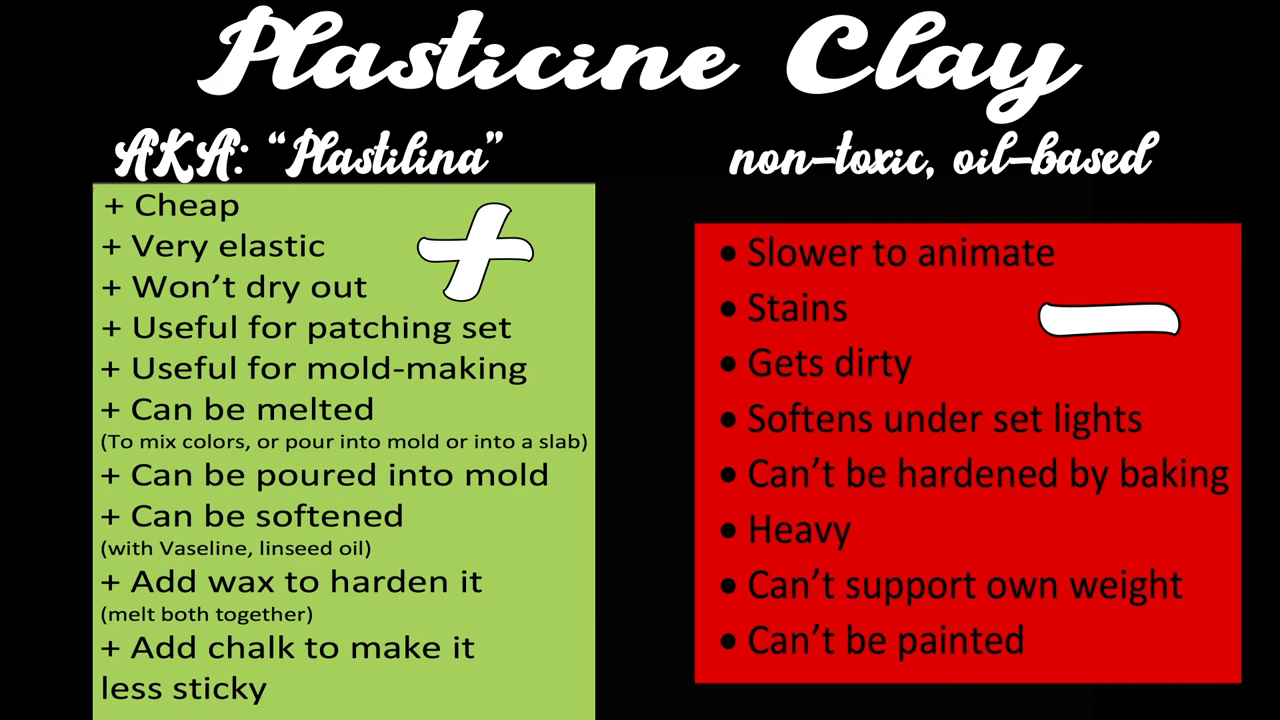 Plasticine Clay
AKA: “Plastilina”
non-toxic, oil-based
+ Cheap
+ Very elastic
+ Won’t dry out
+ Useful for patching set
+ Useful for mold-making
+ Can be melted
(To mix colors, or pour into mold or into a slab)
+ Can be poured into mold
+ Can be softened
(with Vaseline, linseed oil)
+ Add wax to harden it
(melt both together)
+ Add chalk to make it
less sticky
• Slower to animate
• Stains
• Gets dirty
• Softens under set lights
• Can’t be hardened by baking
• Heavy
• Can’t support own weight
• Can’t be painted